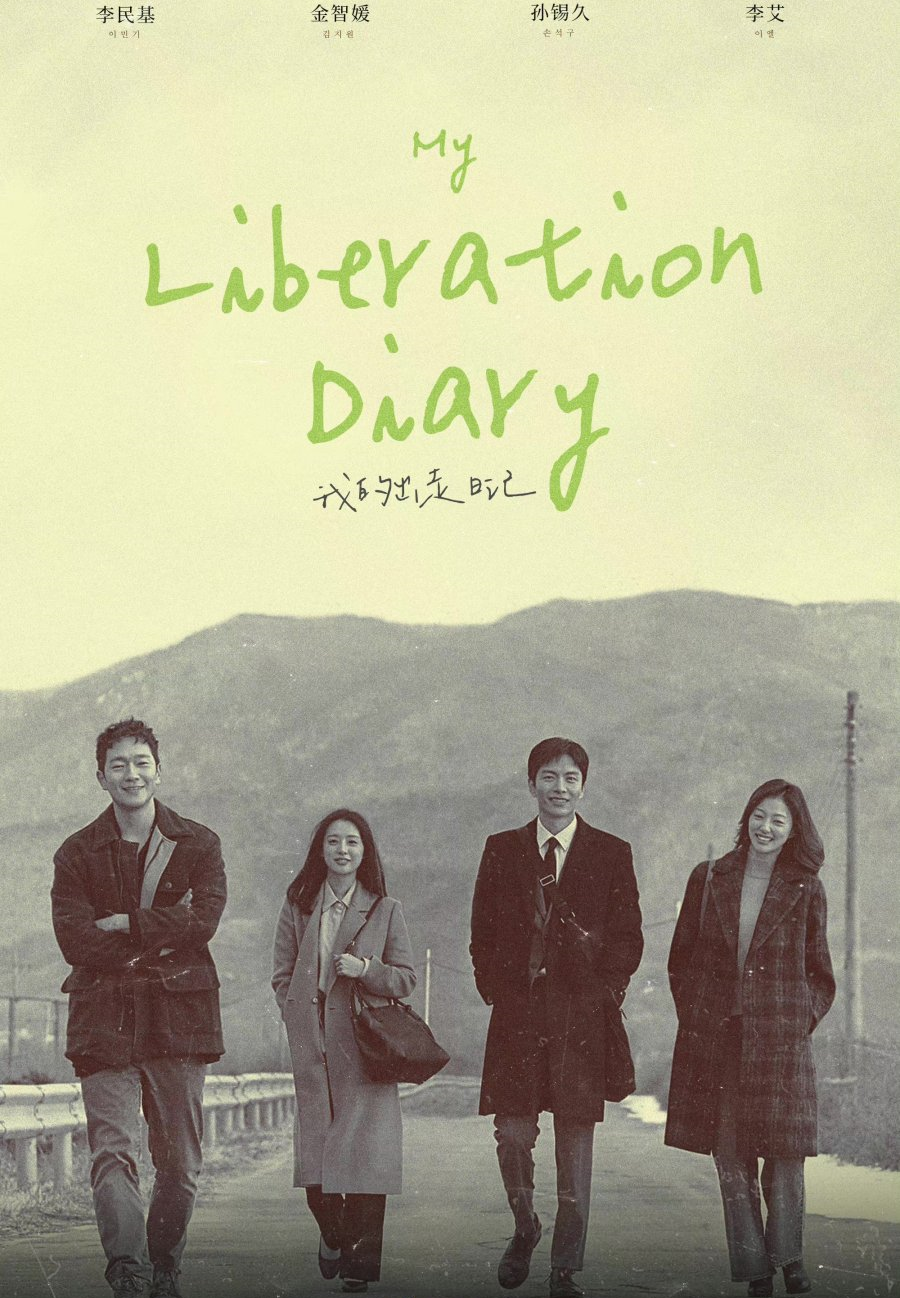 李民基 金智媛 孙锡久 李艾
이민기 김지원 손석구 이엘
My
Liberation
Diary
我的出走日记